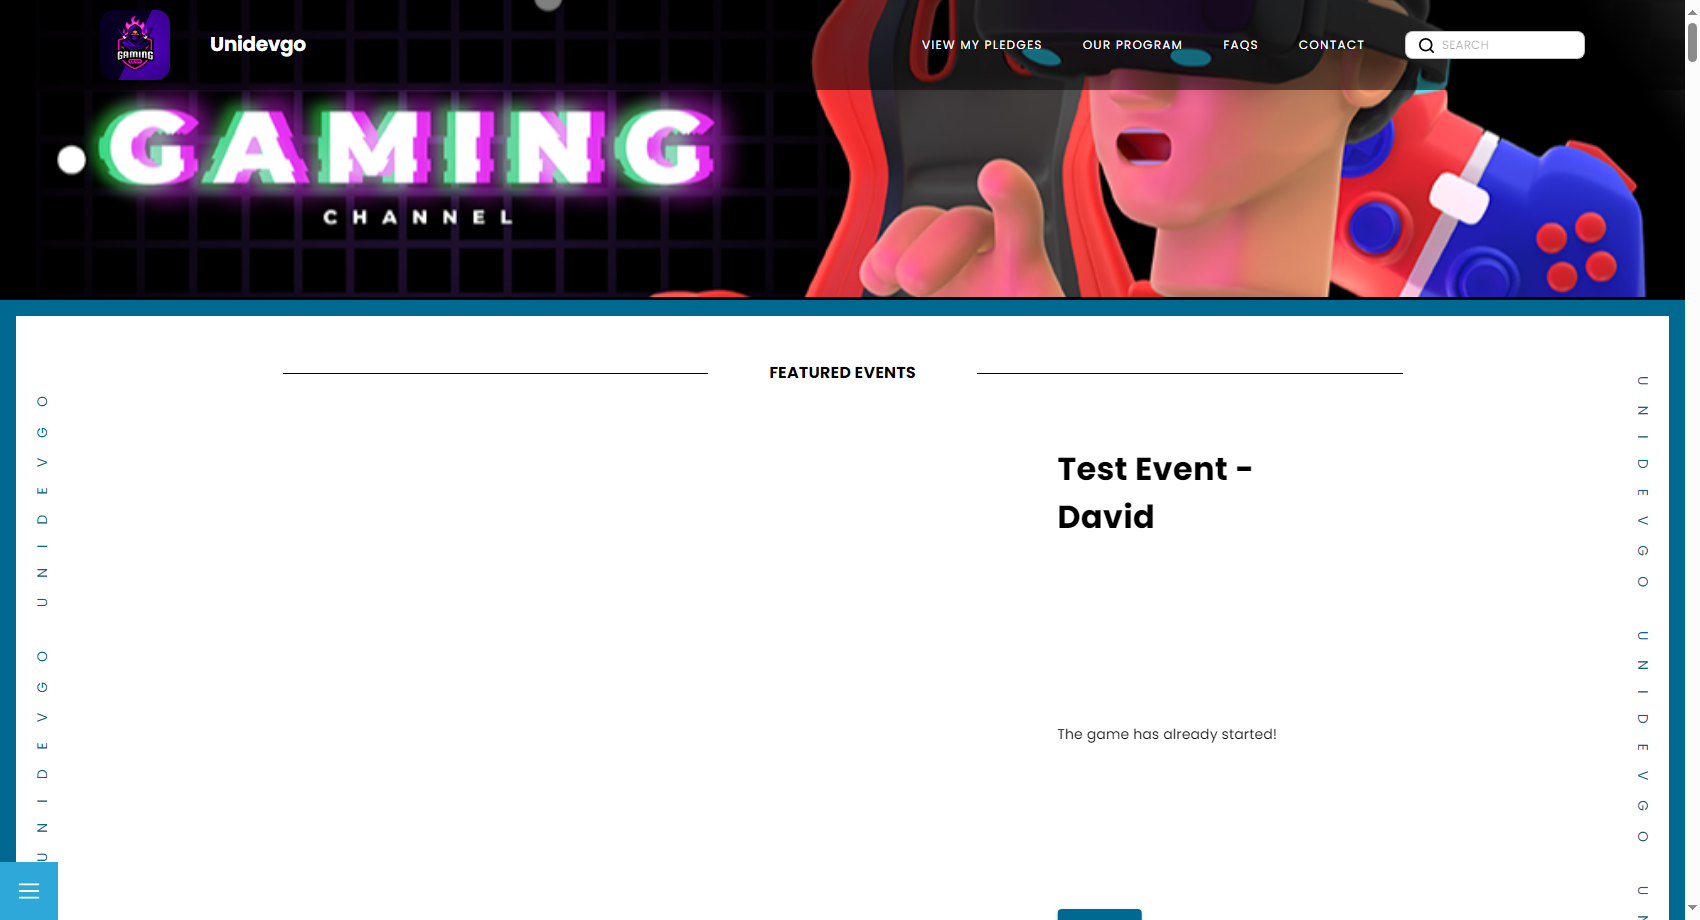 GAMING
Unidevgo
VIEW MY PLEDGES
OUR PROGRAM
FAQS
CONTACT
SEARCH
GAMING
CHANNEL
FEATURED EVENTS
Test Event -
David
The game has already started!
UNIDEVGO UNIDEVGO
UNIDEVGO UNIDEVGO UN